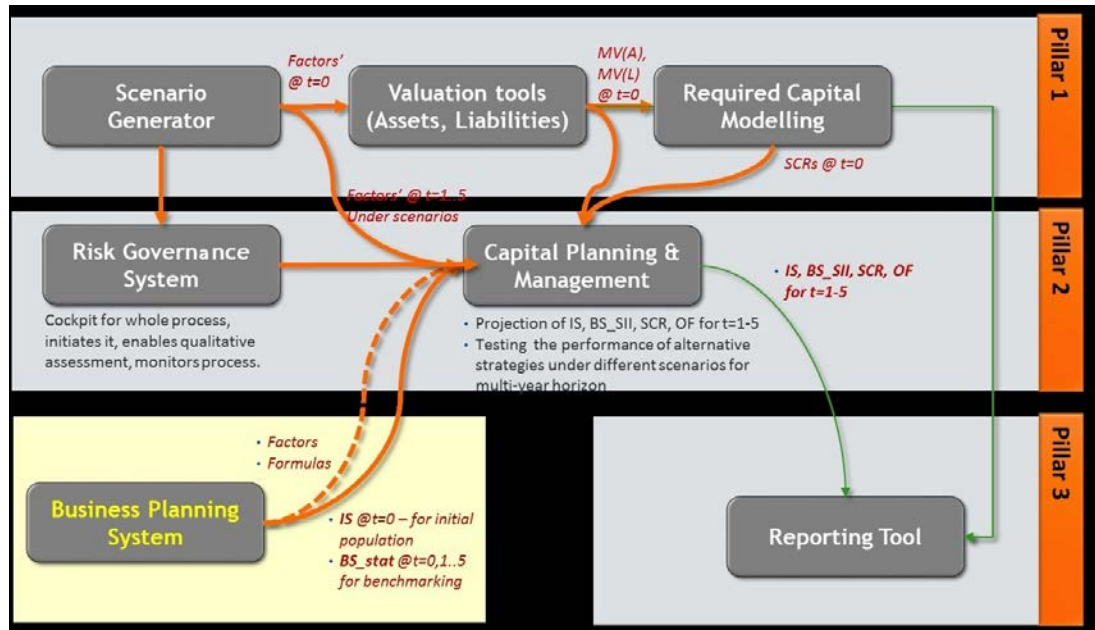 Pillar 1
Factors’
@ t=0
MV(A),
MV(L)
@ t=0
Scenario
Generator
Valuation tools
(Assets, Liabilities)
Required Capital
Modelling
SCRs @ t=0
Factors’ @ t=1..5
Under scenarios
Pillar 2
Risk Governance
System
Capital Planning &
Management
• IS, BS_SII, SCR, OF
for t=1-5
Cockpit for whole process,
initiates it, enables qualitative
assessment, monitors process.
• Projection of IS, BS_SII, SCR, OF for t=1-5
• Testing the performance of alternative
strategies under different scenarios for
multi-year horizon
Pillar 3
• Factors
• Formulas
Business Planning
System
• IS @t=0 – for initial
population
• BS_stat @t=0,1..5
for benchmarking
Reporting Tool